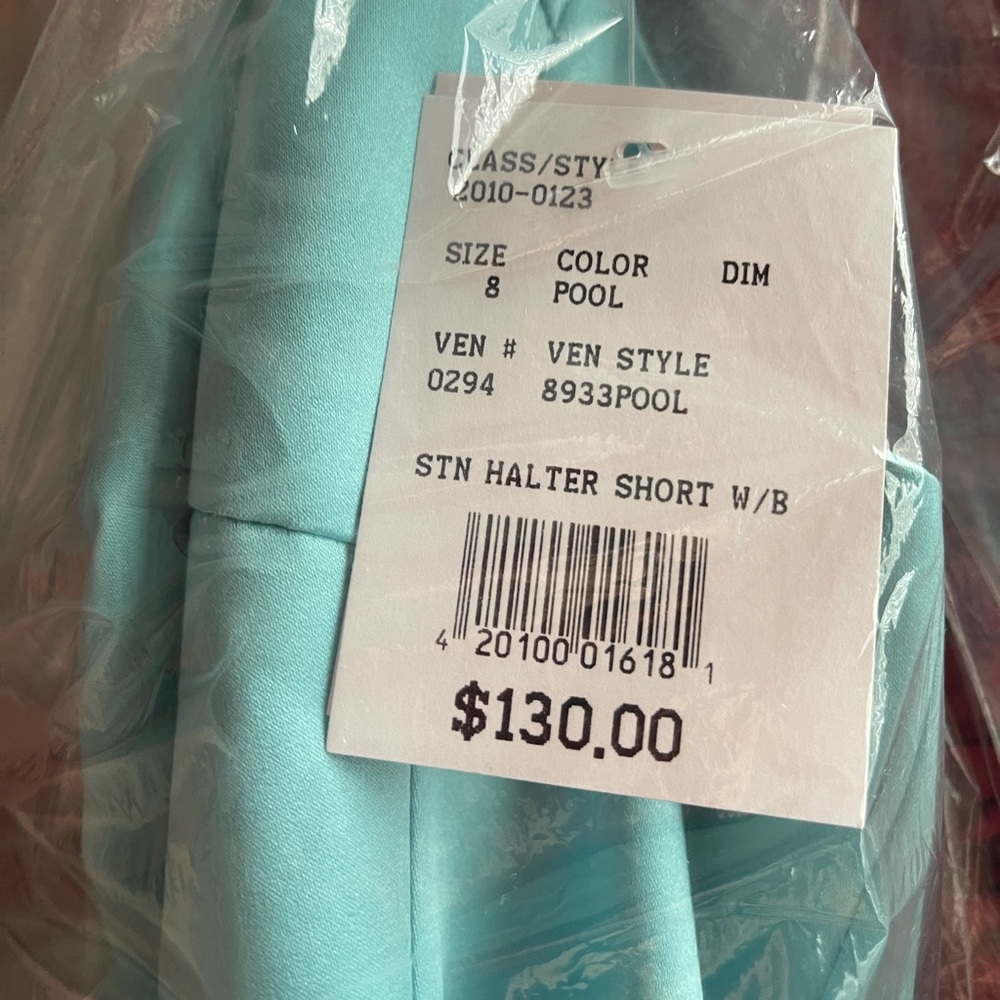 CLASS/STY
2010-0123
SIZE COLOR DIM
8 POOL
VEN # VEN STYLE
0294 8933POOL
STN HALTER SHORT W/B
4 20100 01618 1
$130.00